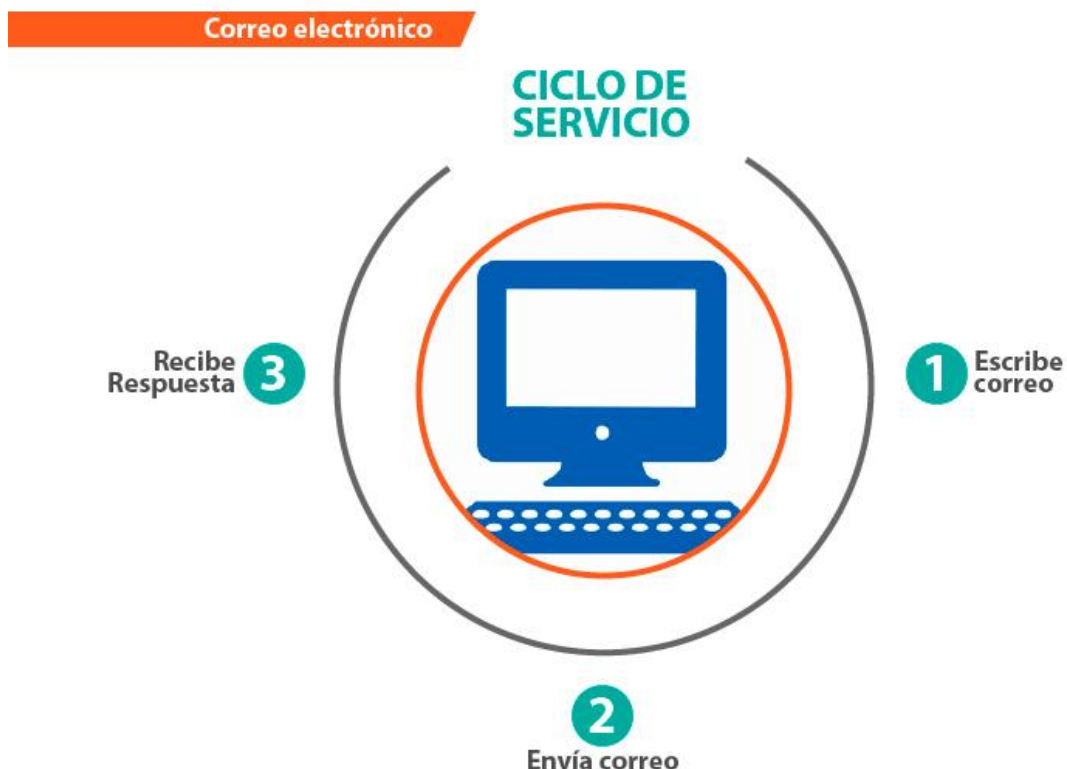 Correo electrónico
CICLO DE
SERVICIO
1
Escribe
correo
2
Envía correo
3
Recibe
Respuesta